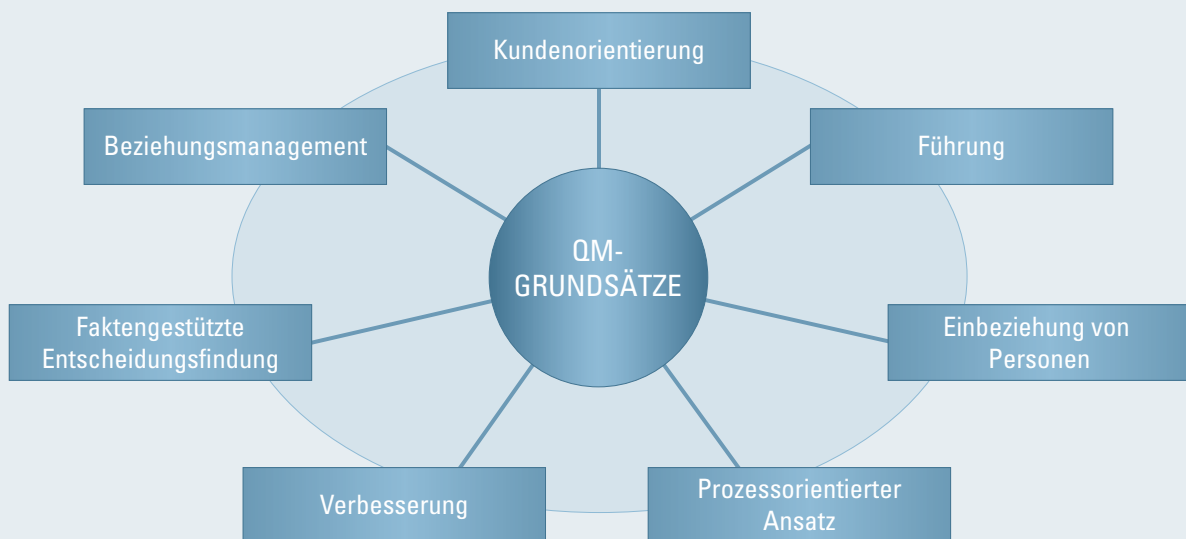 Kundenorientierung
Beziehungsmanagement
Führung
QM-
GRUNDSÄTZE
Faktengestützte
Entscheidungsfindung
Einbeziehung von
Personen
Verbesserung
Prozessorientierter
Ansatz